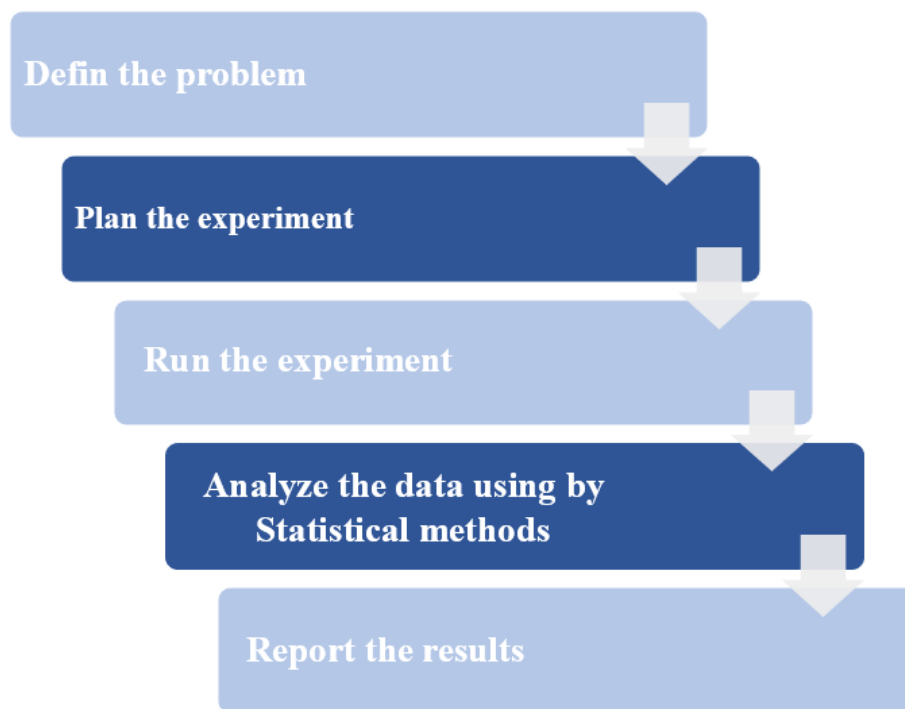 Defin the problem
Plan the experiment
Run the experiment
Analyze the data using by
Statistical methods
Report the results